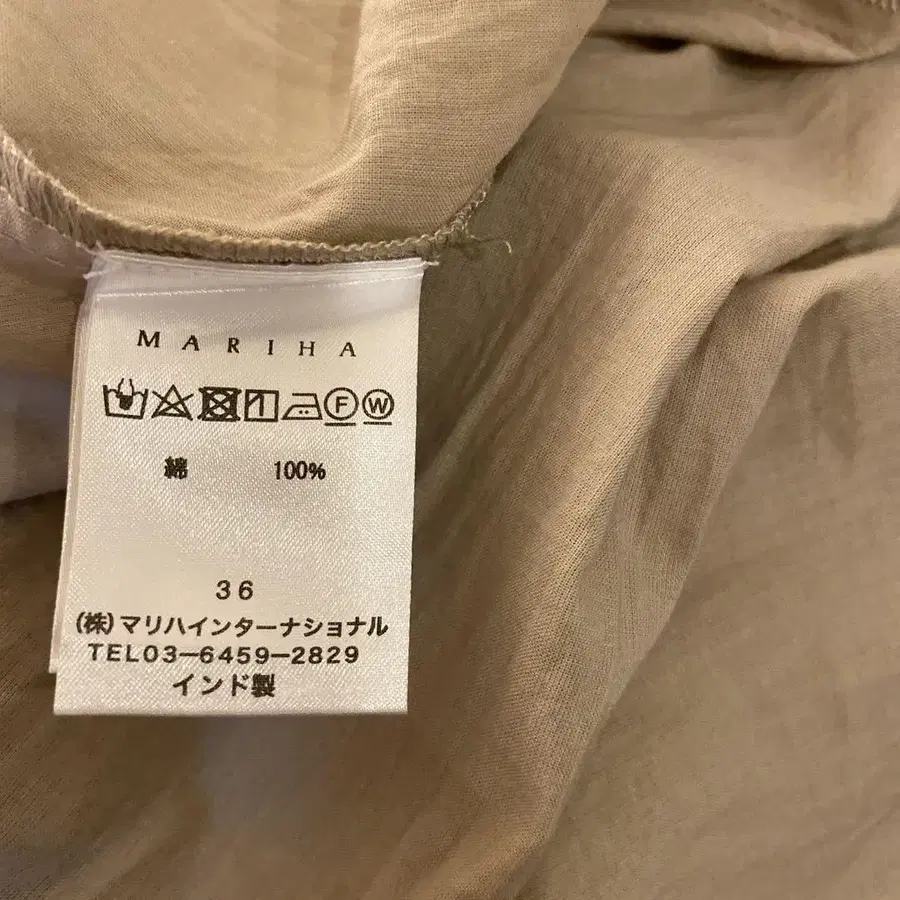 MARIHA
F W
綿 100%
36
(株)マリハインターナショナル
TEL03-6459-2829
インド製